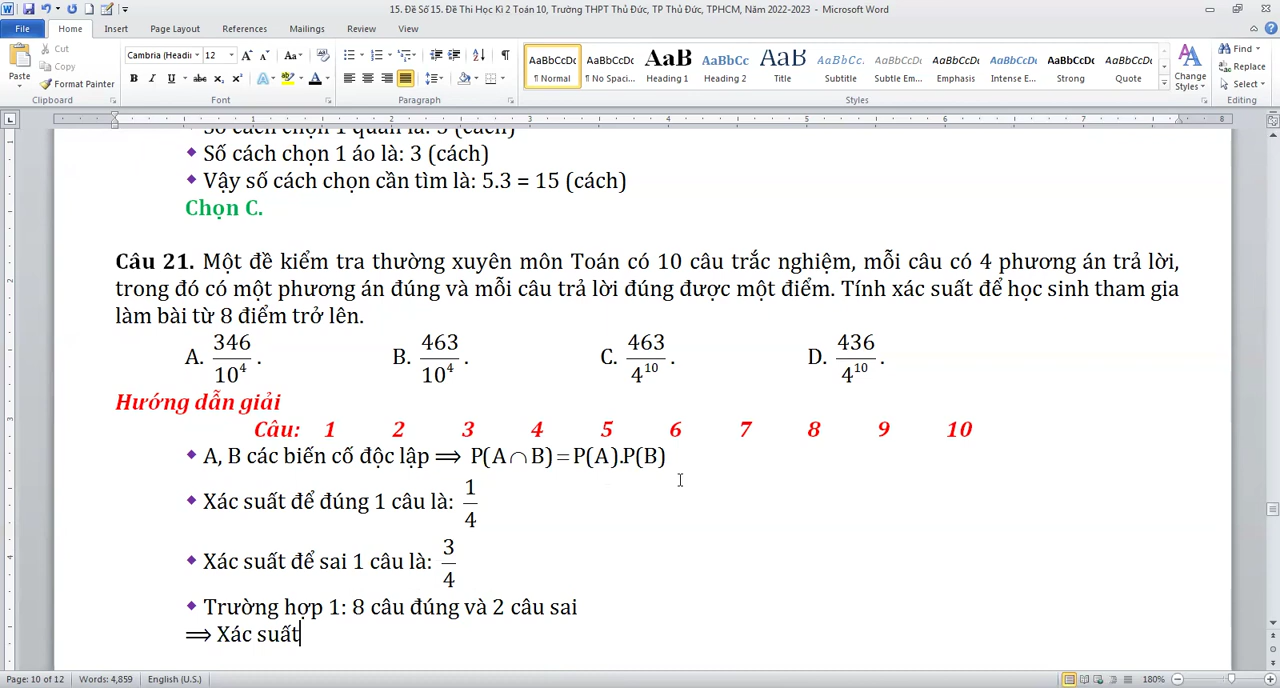 15. Đề Số 15. Đề Thi Học Kì 2 Toán 10, Trường THPT Thủ Đức, TP Thủ Đức, TPHCM, Năm 2022-2023 - Microsoft Word
File Home Insert Page Layout References Mailings Review View
Paste Cut Copy Format Painter Clipboard
Cambria (Headi 12 Font
Paragraph
AaBbCcDc ¶ Normal
AaBbCcDc ¶ No Spaci...
AaB Heading 1
AaBbCc Heading 2
AaB Title
AaBbCc. Subtitle
AaBbCcDc Subtle Em...
AaBbCcDc Emphasis
AaBbCcDc Intense E...
AaBbCcDc Strong
AaBbCcDc Quote
Change Styles Styles
Find Replace Select Editing
Số cách chọn 1 quần là: 5 (cách)
Số cách chọn 1 áo là: 3 (cách)
Vậy số cách chọn cần tìm là: 5.3 = 15 (cách)
Chọn C.
Câu 21. Một đề kiểm tra thường xuyên môn Toán có 10 câu trắc nghiệm, mỗi câu có 4 phương án trả lời,
trong đó có một phương án đúng và mỗi câu trả lời đúng được một điểm. Tính xác suất để học sinh tham gia
làm bài từ 8 điểm trở lên.
A. 346/10⁴ . B. 463/10⁴ . C. 463/4¹⁰ . D. 436/4¹⁰ .
Hướng dẫn giải
Câu: 1 2 3 4 5 6 7 8 9 10
A, B các biến cố độc lập ⟹ P(A∩B)=P(A).P(B)
Xác suất để đúng 1 câu là: 1/4
Xác suất để sai 1 câu là: 3/4
Trường hợp 1: 8 câu đúng và 2 câu sai
⟹ Xác suất
Page: 10 of 12 Words: 4,859 English (U.S.) 180%